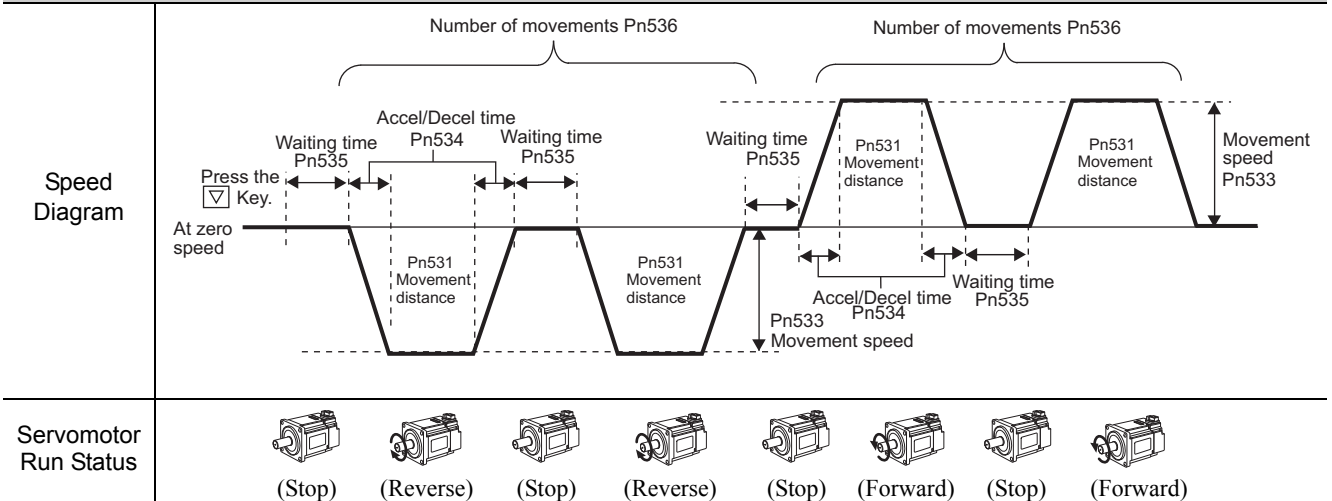 Speed
Diagram
Number of movements Pn536
Number of movements Pn536
Accel/Decel time
Pn534
Waiting time
Pn535
Waiting time
Pn535
Waiting time
Pn535
Press the
▽ Key.
At zero
speed
Pn531
Movement
distance
Pn531
Movement
distance
Pn533
Movement speed
Pn531
Movement
distance
Pn531
Movement
distance
Movement
speed
Pn533
Accel/Decel time
Pn534
Waiting time
Pn535
Servomotor
Run Status
(Stop) (Reverse) (Stop) (Reverse) (Stop) (Forward) (Stop) (Forward)